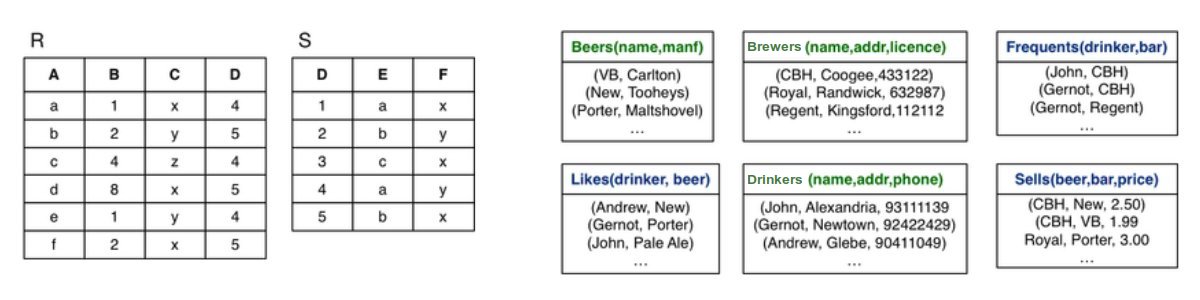 R
A B C D
a 1 x 4
b 2 y 5
c 4 z 4
d 8 x 5
e 1 y 4
f 2 x 5
S
D E F
1 a x
2 b y
3 c x
4 a y
5 b x
Beers(name,manf)
(VB, Carlton)
(New, Tooheys)
(Porter, Maltshovel)
...
Brewers (name,addr,licence)
(CBH, Coogee,433122)
(Royal, Randwick, 632987)
(Regent, Kingsford,112112
...
Frequents(drinker,bar)
(John, CBH)
(Gernot, CBH)
(Gernot, Regent)
...
Likes(drinker, beer)
(Andrew, New)
(Gernot, Porter)
(John, Pale Ale)
...
Drinkers (name,addr,phone)
(John, Alexandria, 93111139
(Gernot, Newtown, 92422429)
(Andrew, Glebe, 90411049)
...
Sells(beer,bar,price)
(CBH, New, 2.50)
(CBH, VB, 1.99
Royal, Porter, 3.00
...